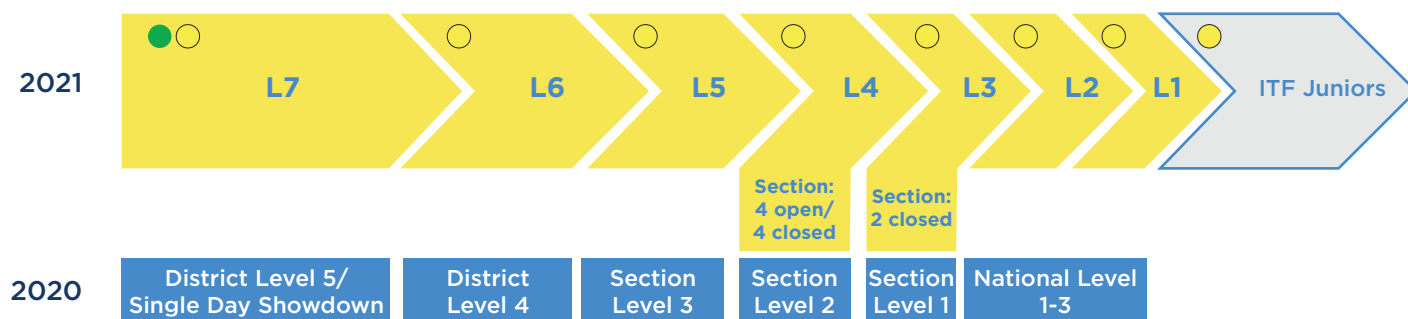 2021
L7
L6
L5
L4
L3
L2
L1
ITF Juniors
Section:
4 open/
4 closed
Section:
2 closed
2020
District Level 5/
Single Day Showdown
District
Level 4
Section
Level 3
Section
Level 2
Section
Level 1
National Level
1-3